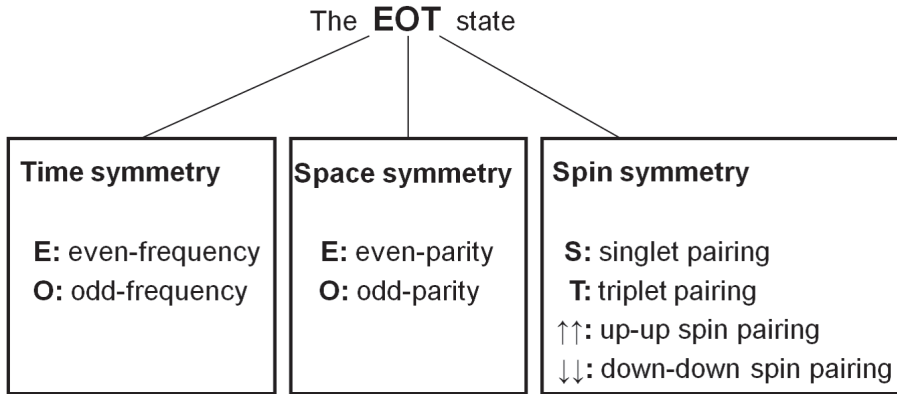 The EOT state
Time symmetry
E: even-frequency
O: odd-frequency
Space symmetry
E: even-parity
O: odd-parity
Spin symmetry
S: singlet pairing
T: triplet pairing
↑↑: up-up spin pairing
↓↓: down-down spin pairing